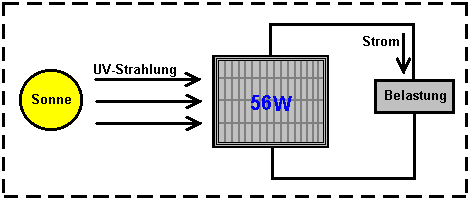 Strom
UV-Strahlung
Sonne
56W
Belastung